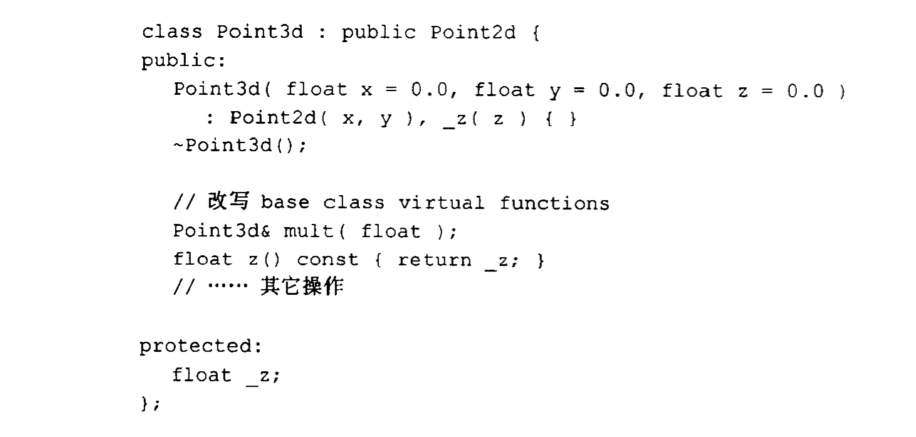 class Point3d : public Point2d {
public:
   Point3d( float x = 0.0, float y = 0.0, float z = 0.0 )
      : Point2d( x, y ), _z( z ) { }
   ~Point3d();

   // 改写 base class virtual functions
   Point3d& mult( float );
   float z() const { return _z; }
   // …… 其它操作

protected:
   float _z;
};